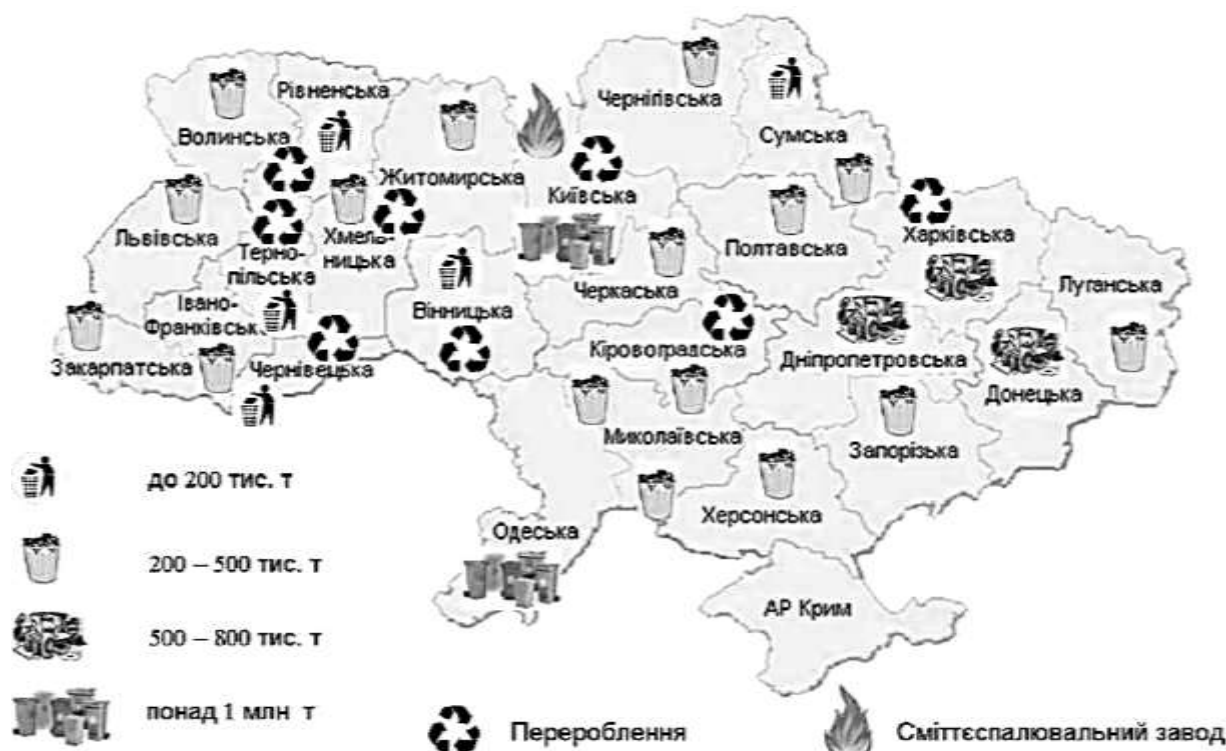 Рівненська
Волинська
Чернігівська
Сумська
Житомирська
Київська
Львівська
Терно-
пільська
Хмель-
ницька
Полтавська
Харківська
Луганська
Черкаська
Івано-
Франківськ
Вінницька
Закарпатська
Чернівецька
Кіровоградська
Дніпропетровська
Донецька
Миколаївська
Запорізька
Одеська
Херсонська
АР Крим
до 200 тис. т
200 – 500 тис. т
500 – 800 тис. т
понад 1 млн т
Перероблення
Сміттєспалювальний завод